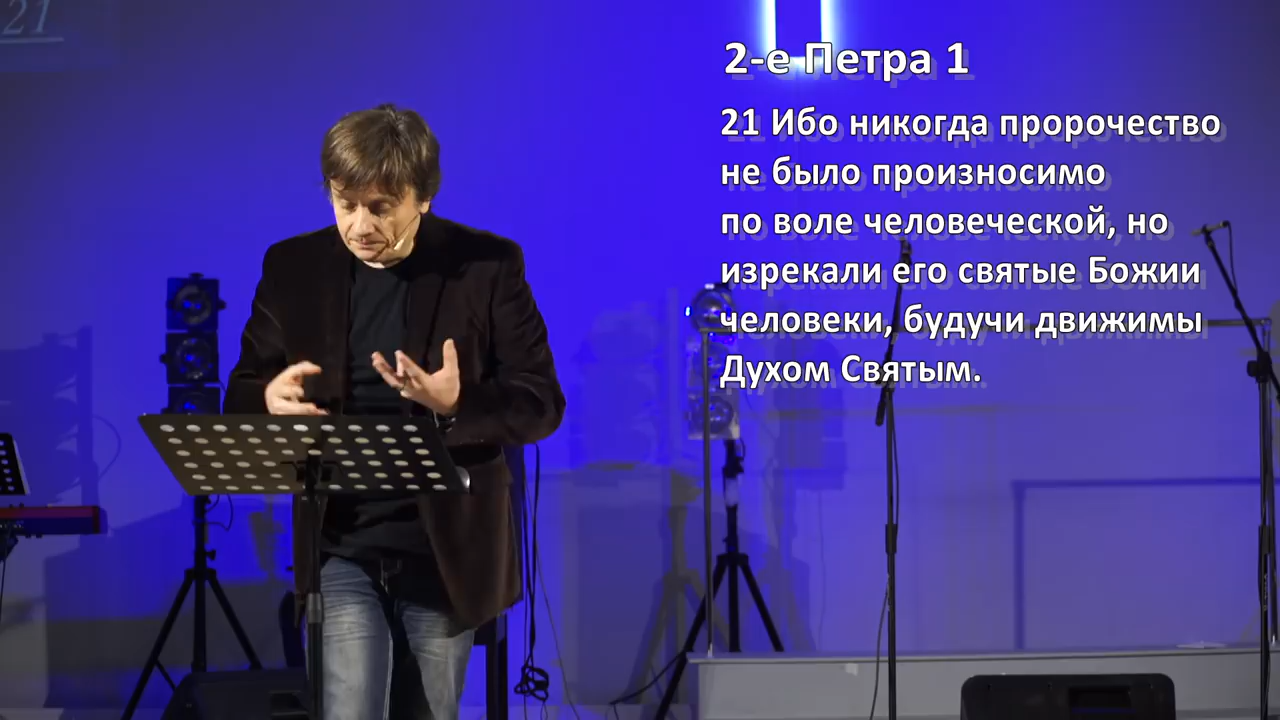 21
2-е Петра 1
21 Ибо никогда пророчество
не было произносимо
по воле человеческой, но
изрекали его святые Божии
человеки, будучи движимы
Духом Святым.